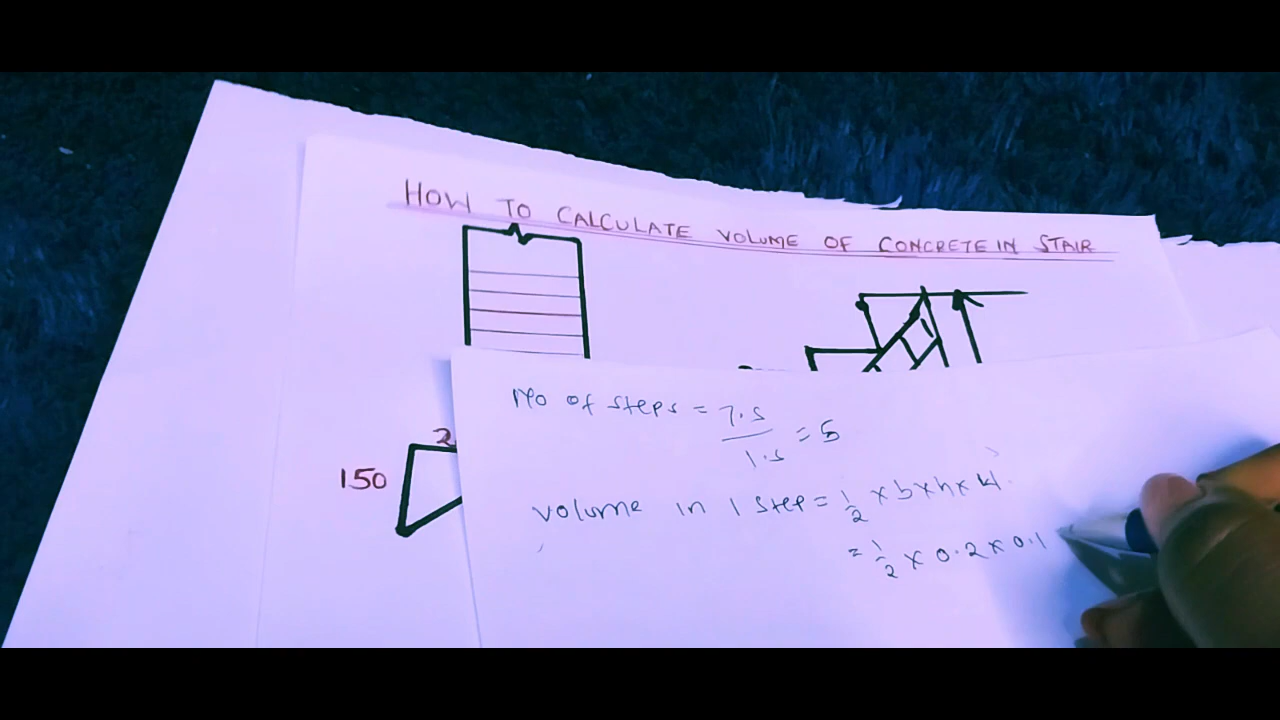 HOW TO CALCULATE VOLUME OF CONCRETE IN STAIR
2
150
No of steps = 7.5
1.5
= 5
Volume in 1 step = 1/2 x b x h x w
= 1/2 x 0.2 x 0.1